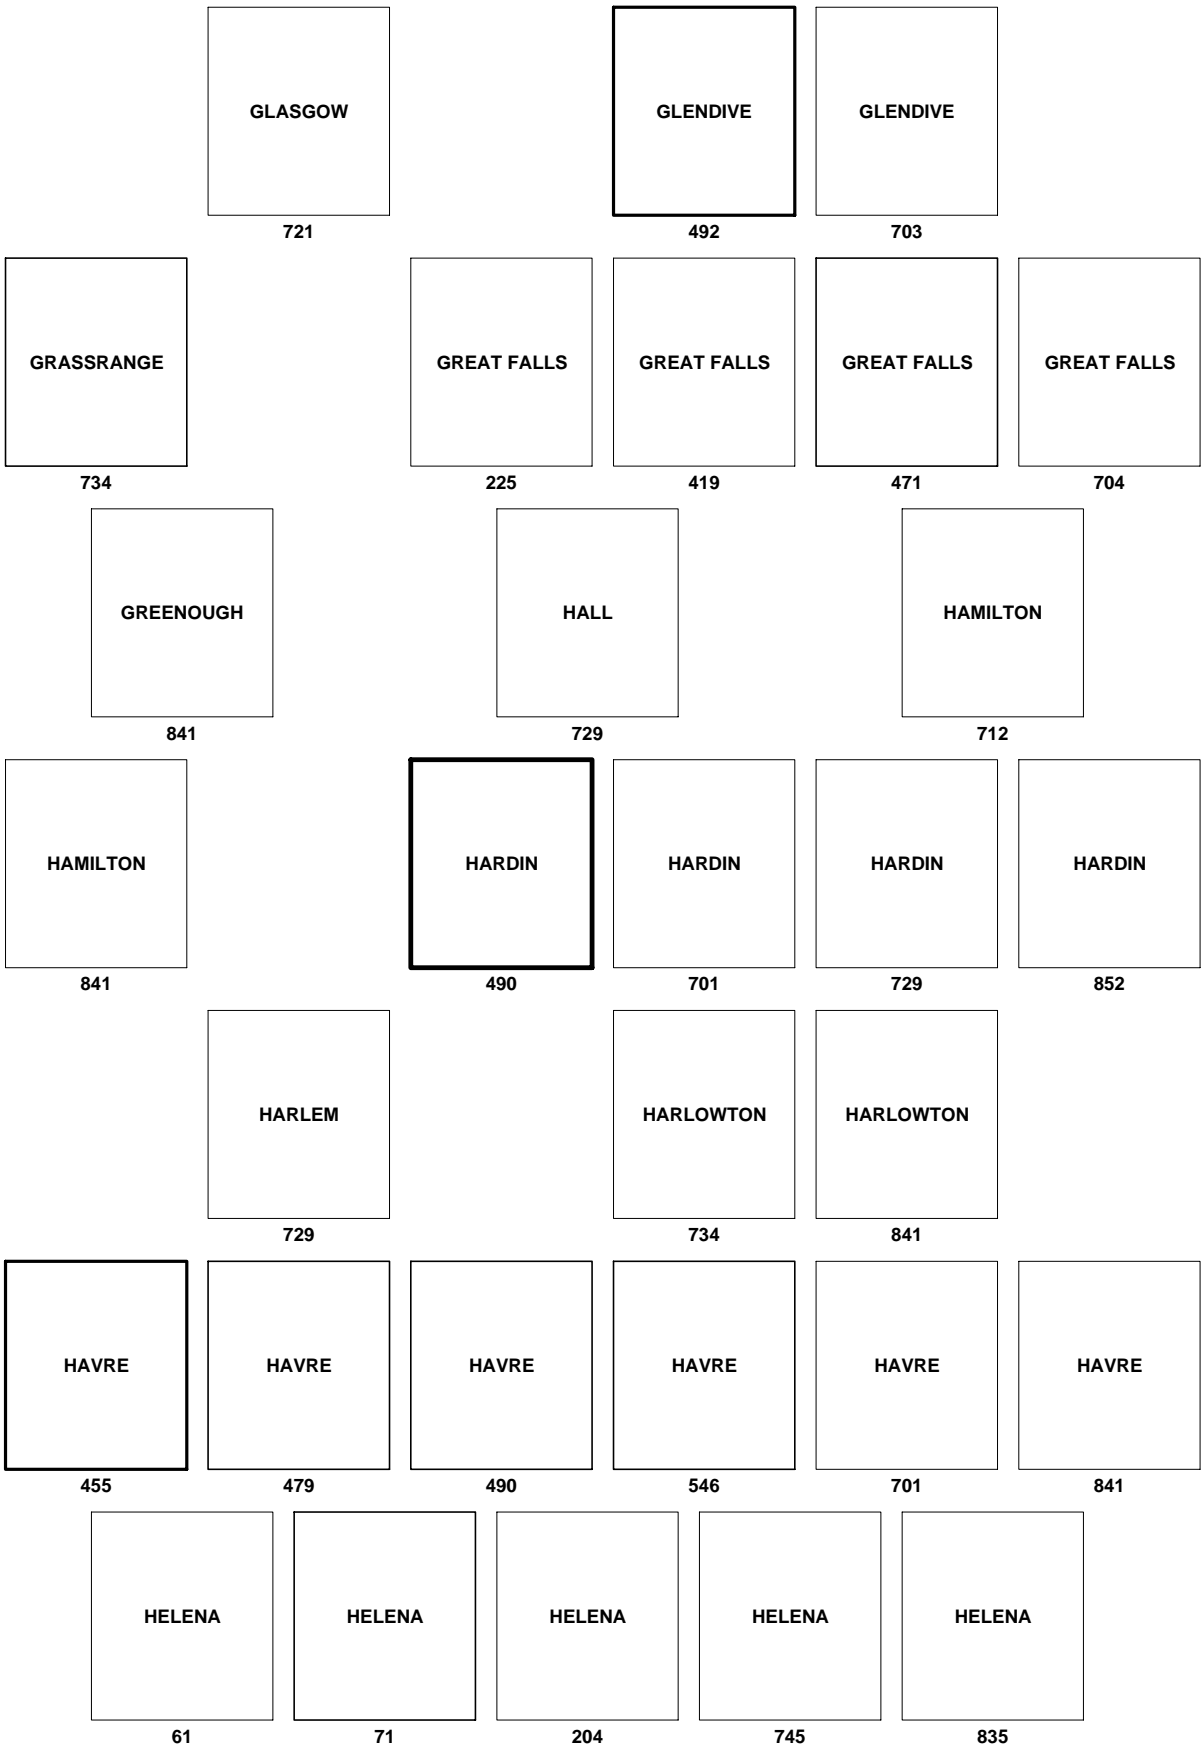 GLASGOW GLENDIVE GLENDIVE
721 492 703
GRASSRANGE GREAT FALLS GREAT FALLS GREAT FALLS GREAT FALLS
734 225 419 471 704
GREENOUGH HALL HAMILTON
841 729 712
HAMILTON HARDIN HARDIN HARDIN HARDIN
841 490 701 729 852
HARLEM HARLOWTON HARLOWTON
729 734 841
HAVRE HAVRE HAVRE HAVRE HAVRE HAVRE
455 479 490 546 701 841
HELENA HELENA HELENA HELENA HELENA
61 71 204 745 835